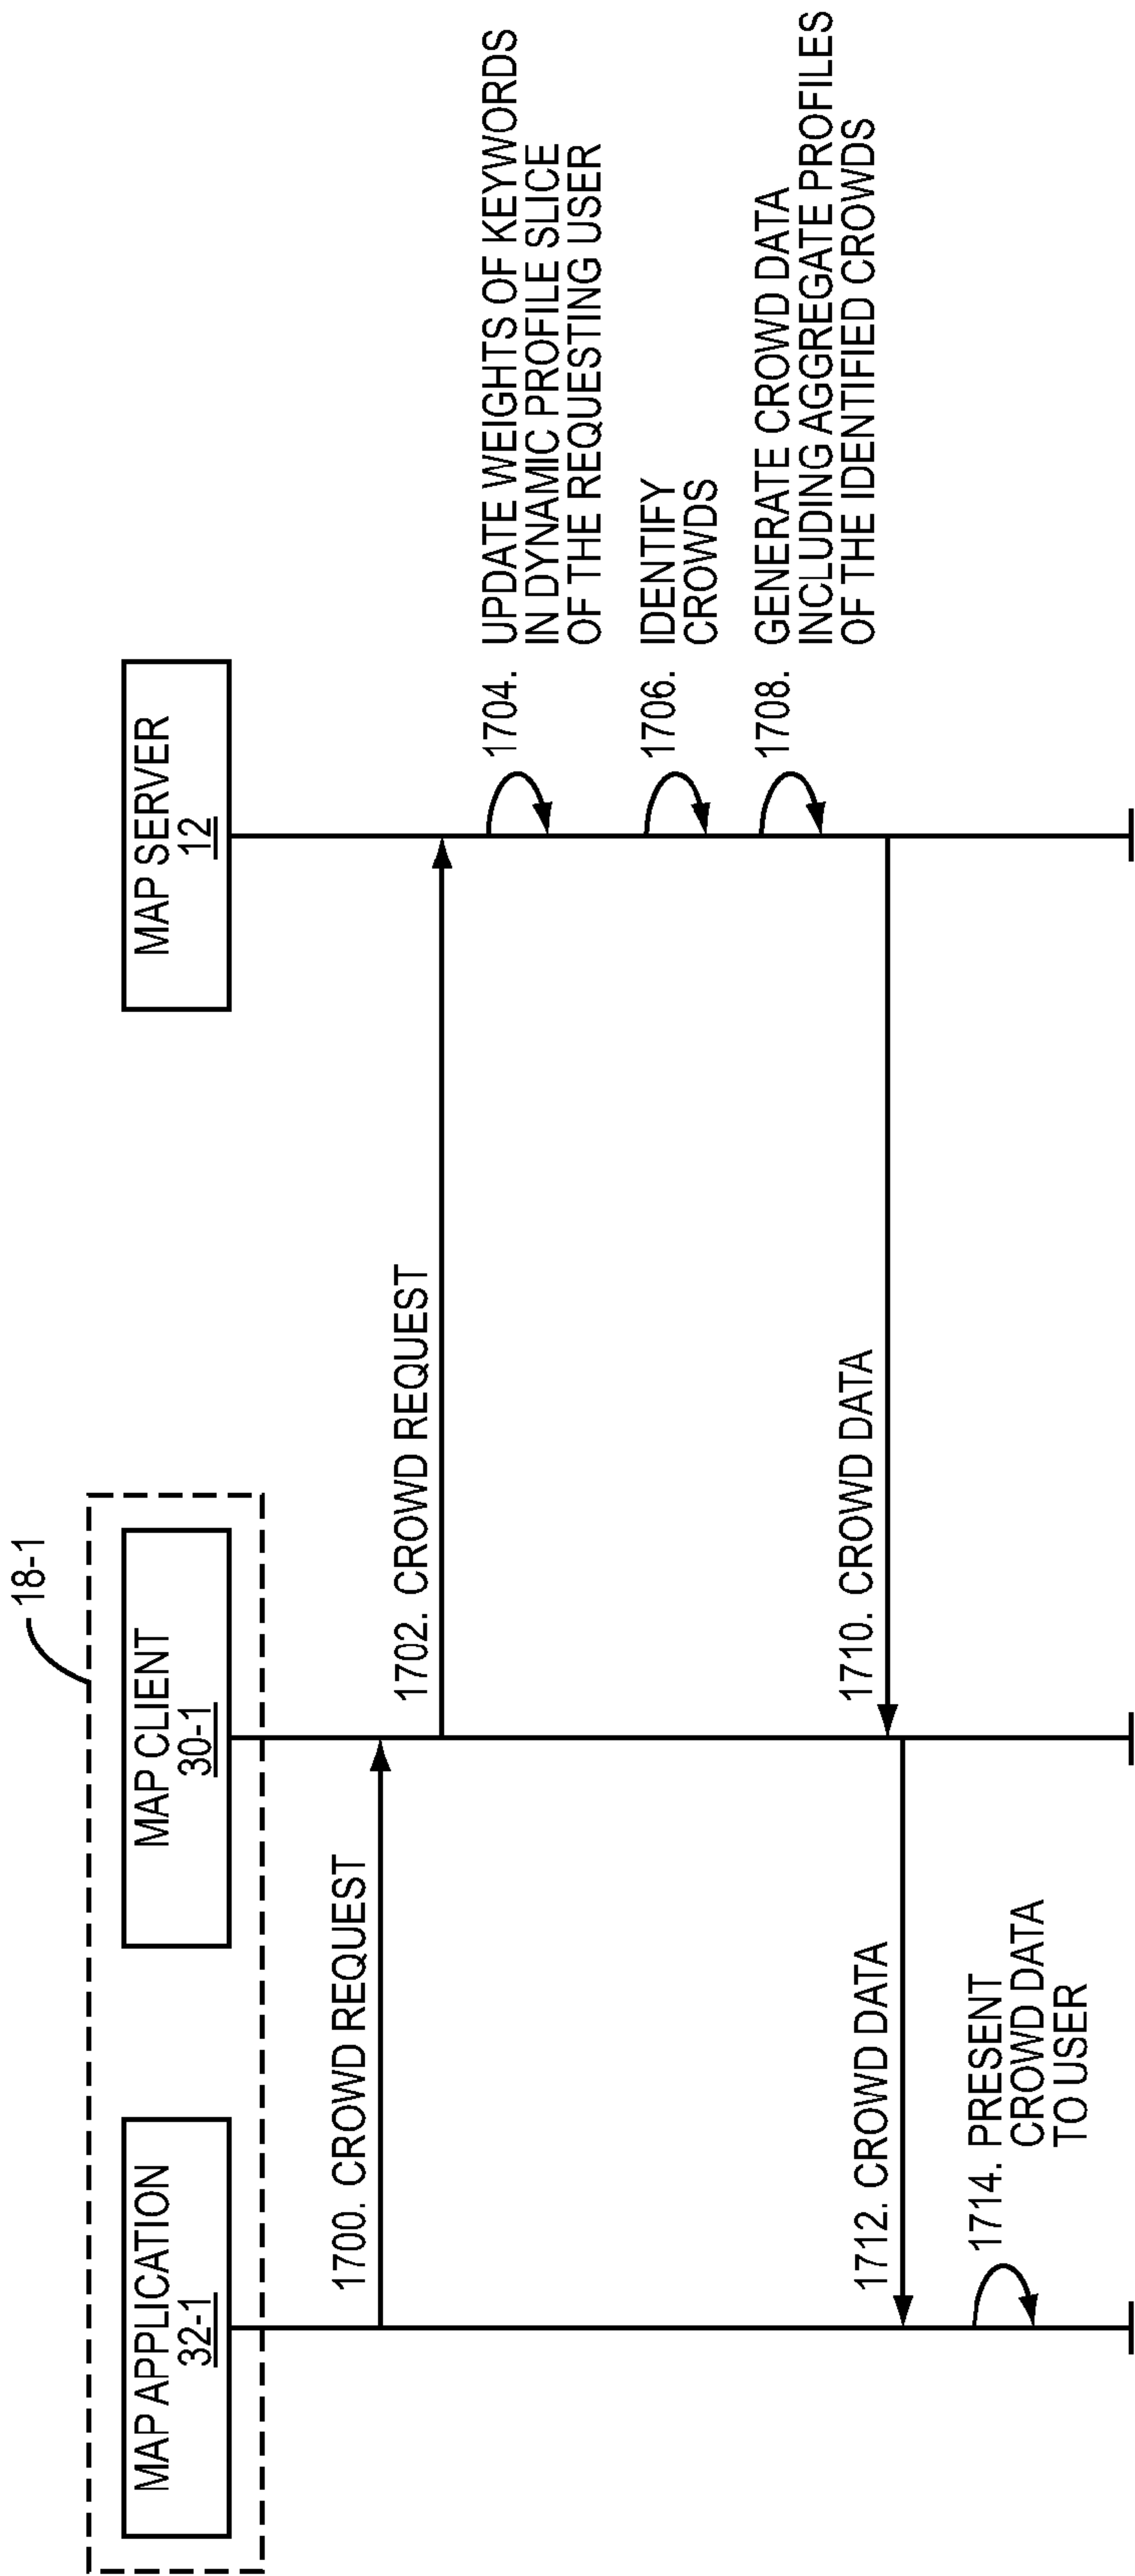 18-1
MAP APPLICATION
32-1
MAP CLIENT
30-1
MAP SERVER
12
1700. CROWD REQUEST
1702. CROWD REQUEST
1704. UPDATE WEIGHTS OF KEYWORDS
IN DYNAMIC PROFILE SLICE
OF THE REQUESTING USER
1706. IDENTIFY
CROWDS
1708. GENERATE CROWD DATA
INCLUDING AGGREGATE PROFILES
OF THE IDENTIFIED CROWDS
1710. CROWD DATA
1712. CROWD DATA
1714. PRESENT
CROWD DATA
TO USER